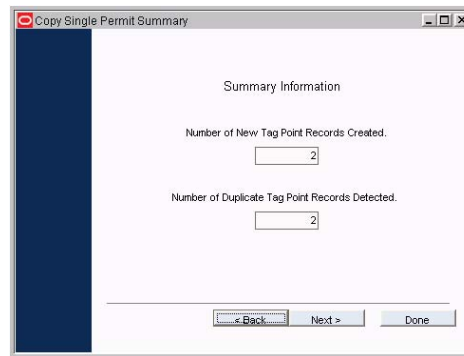 Copy Single Permit Summary
Summary Information
Number of New Tag Point Records Created.
2
Number of Duplicate Tag Point Records Detected.
2
< Back Next > Done